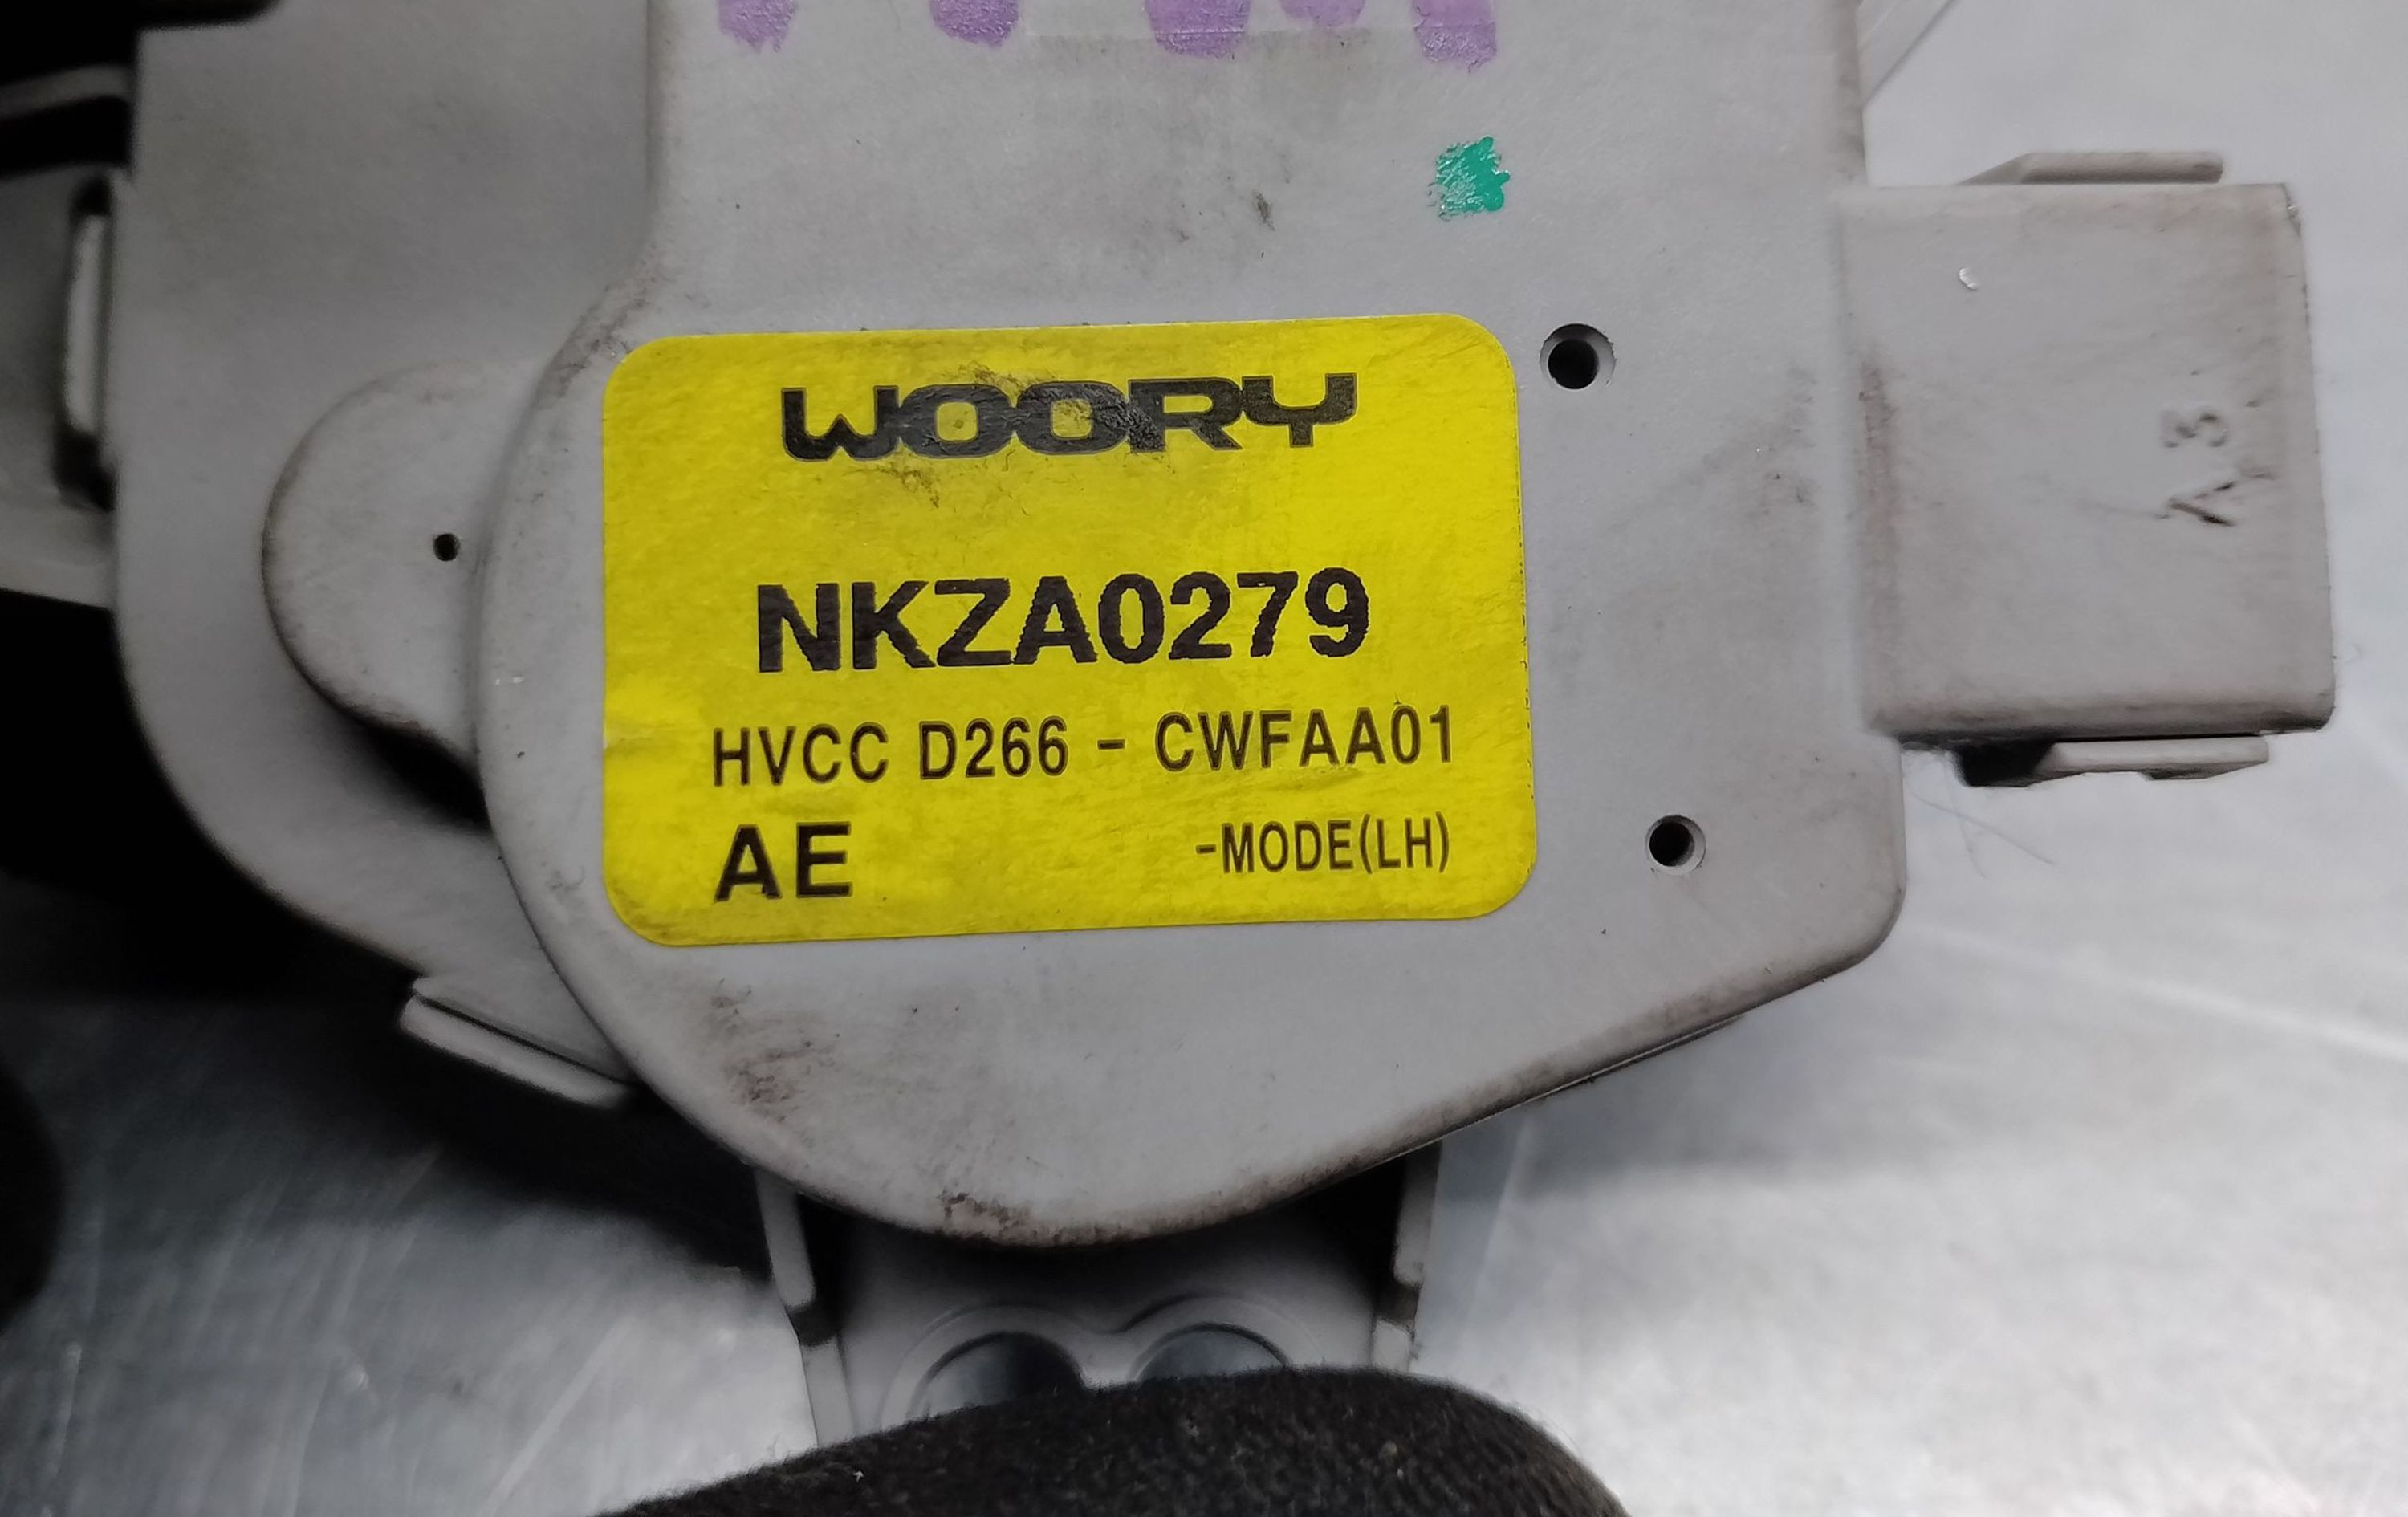 WOORY
NKZA0279
HVCC D266 - CWFAA01
AE -MODE(LH)
A3